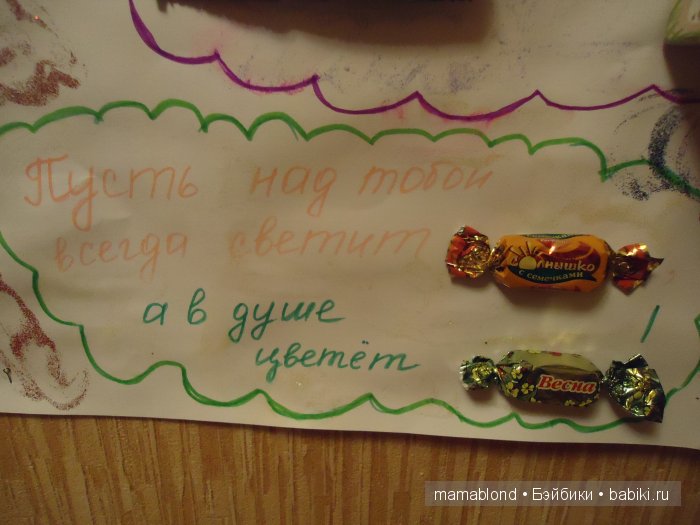 Пусть над тобой
всегда светит
Солнышко
с семечками
а в душе
цветёт
Весна
!
mamablond • Бэйбики • babiki.ru